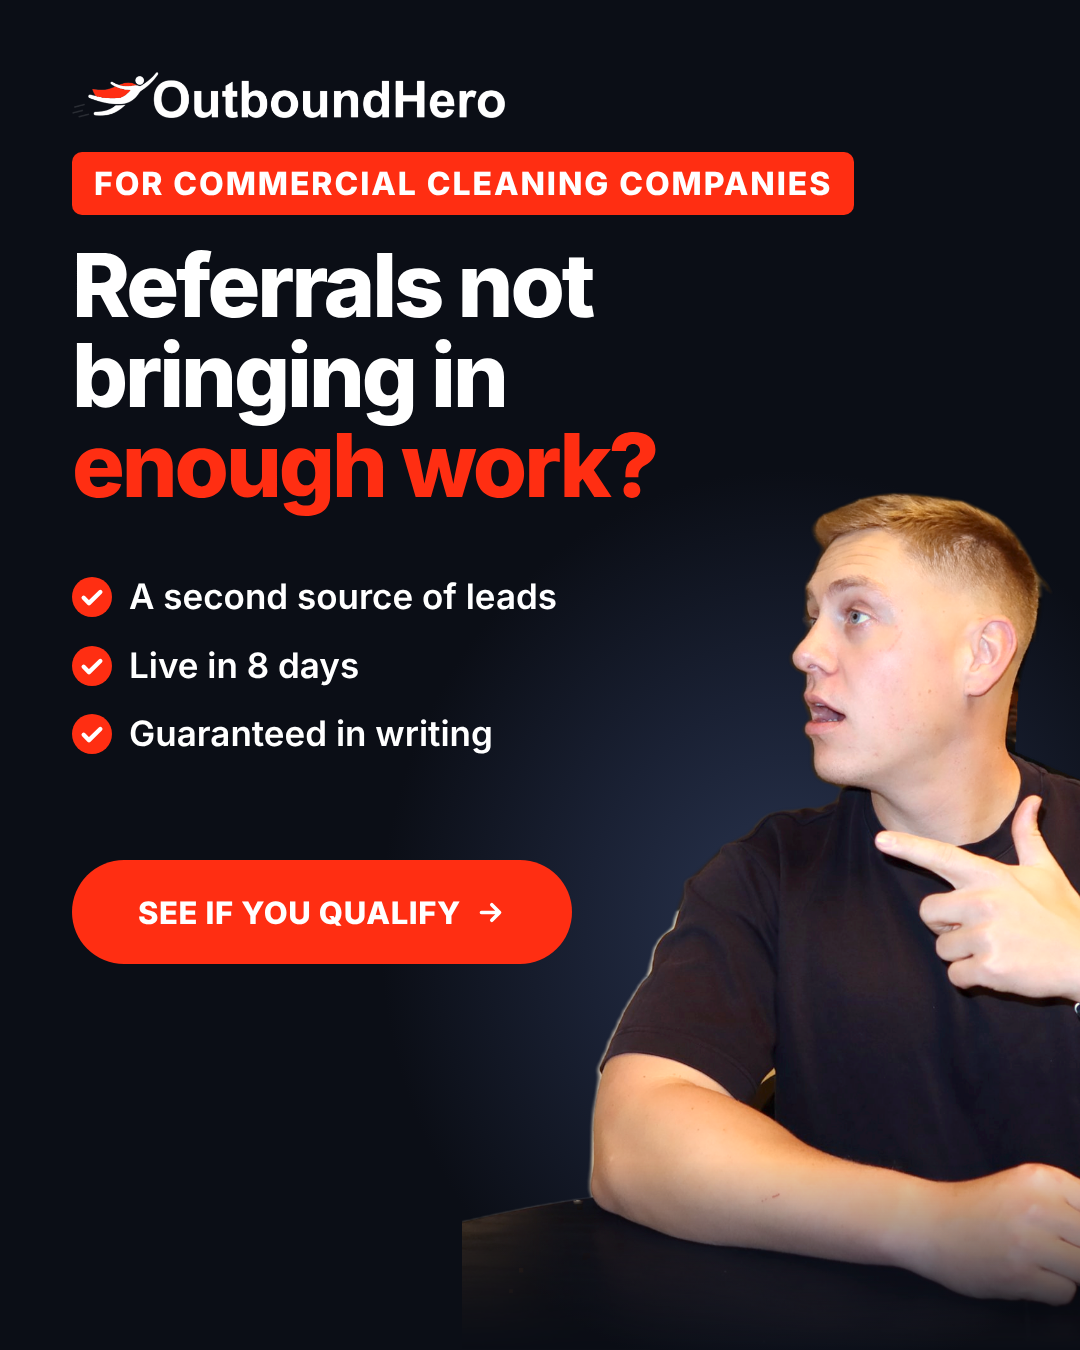 OutboundHero
FOR COMMERCIAL CLEANING COMPANIES
Referrals not
bringing in
enough work?
A second source of leads
Live in 8 days
Guaranteed in writing
SEE IF YOU QUALIFY →